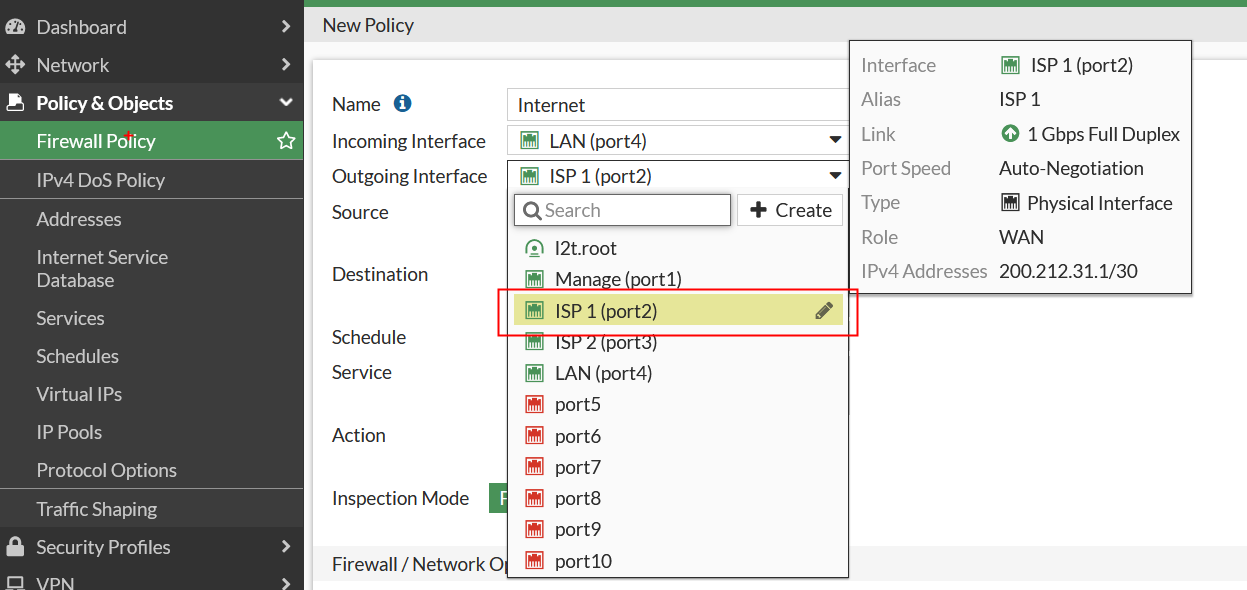 Dashboard
Network
Policy & Objects
Firewall Policy
IPv4 DoS Policy
Addresses
Internet Service
Database
Services
Schedules
Virtual IPs
IP Pools
Protocol Options
Traffic Shaping
Security Profiles
VPN
New Policy
Name
Internet
Incoming Interface
LAN (port4)
Outgoing Interface
ISP 1 (port2)
Source
Destination
Schedule
Service
Action
Inspection Mode
Firewall / Network
Search
Create
l2t.root
Manage (port1)
ISP 1 (port2)
ISP 2 (port3)
LAN (port4)
port5
port6
port7
port8
port9
port10
Interface ISP 1 (port2)
Alias ISP 1
Link 1 Gbps Full Duplex
Port Speed Auto-Negotiation
Type Physical Interface
Role WAN
IPv4 Addresses 200.212.31.1/30